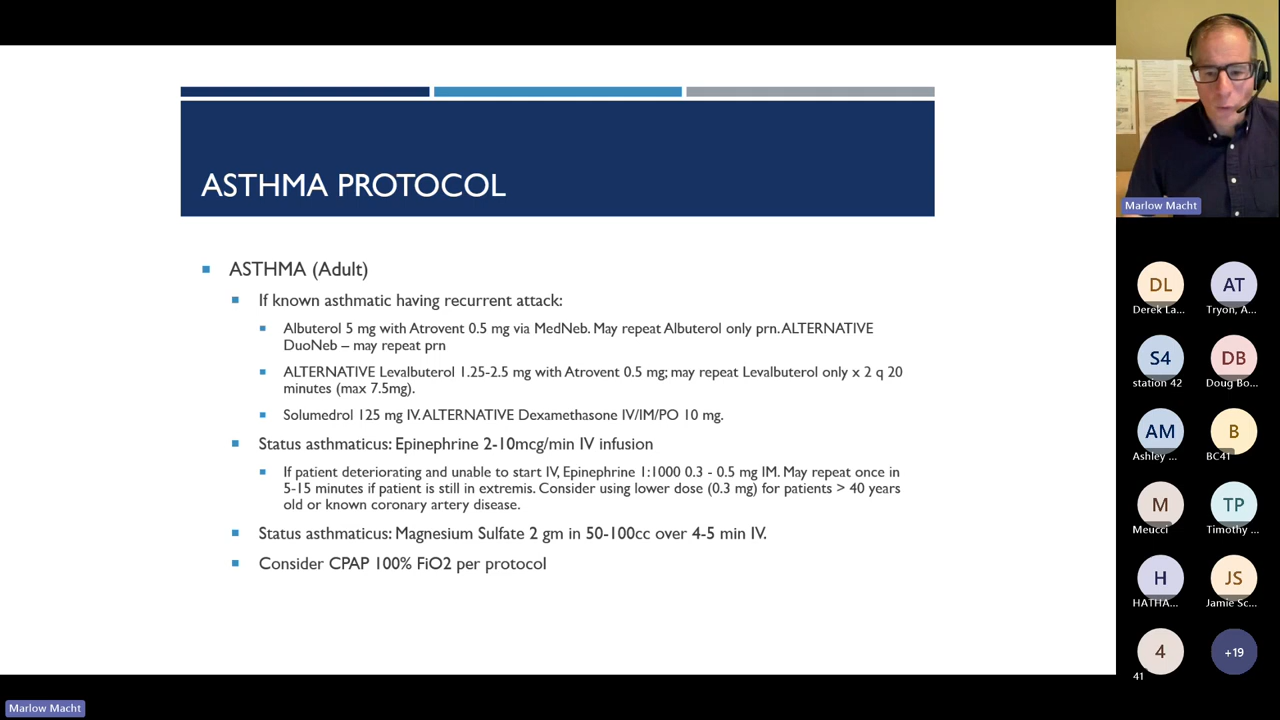 ASTHMA PROTOCOL
ASTHMA (Adult)
If known asthmatic having recurrent attack:
Albuterol 5 mg with Atrovent 0.5 mg via MedNeb. May repeat Albuterol only prn. ALTERNATIVE
DuoNeb – may repeat prn
ALTERNATIVE Levalbuterol 1.25-2.5 mg with Atrovent 0.5 mg; may repeat Levalbuterol only x 2 q 20
minutes (max 7.5mg).
Solumedrol 125 mg IV. ALTERNATIVE Dexamethasone IV/IM/PO 10 mg.
Status asthmaticus: Epinephrine 2-10mcg/min IV infusion
If patient deteriorating and unable to start IV, Epinephrine 1:1000 0.3 - 0.5 mg IM. May repeat once in
5-15 minutes if patient is still in extremis. Consider using lower dose (0.3 mg) for patients > 40 years
old or known coronary artery disease.
Status asthmaticus: Magnesium Sulfate 2 gm in 50-100cc over 4-5 min IV.
Consider CPAP 100% FiO2 per protocol
Marlow Macht
DL AT
Derek La... Tryon, A...
S4 DB
station 42 Doug Bo...
AM B
Ashley ... BC41
M TP
Meucci Timothy ...
H JS
HATHA... Jamie Sc...
4 +19
41
Marlow Macht